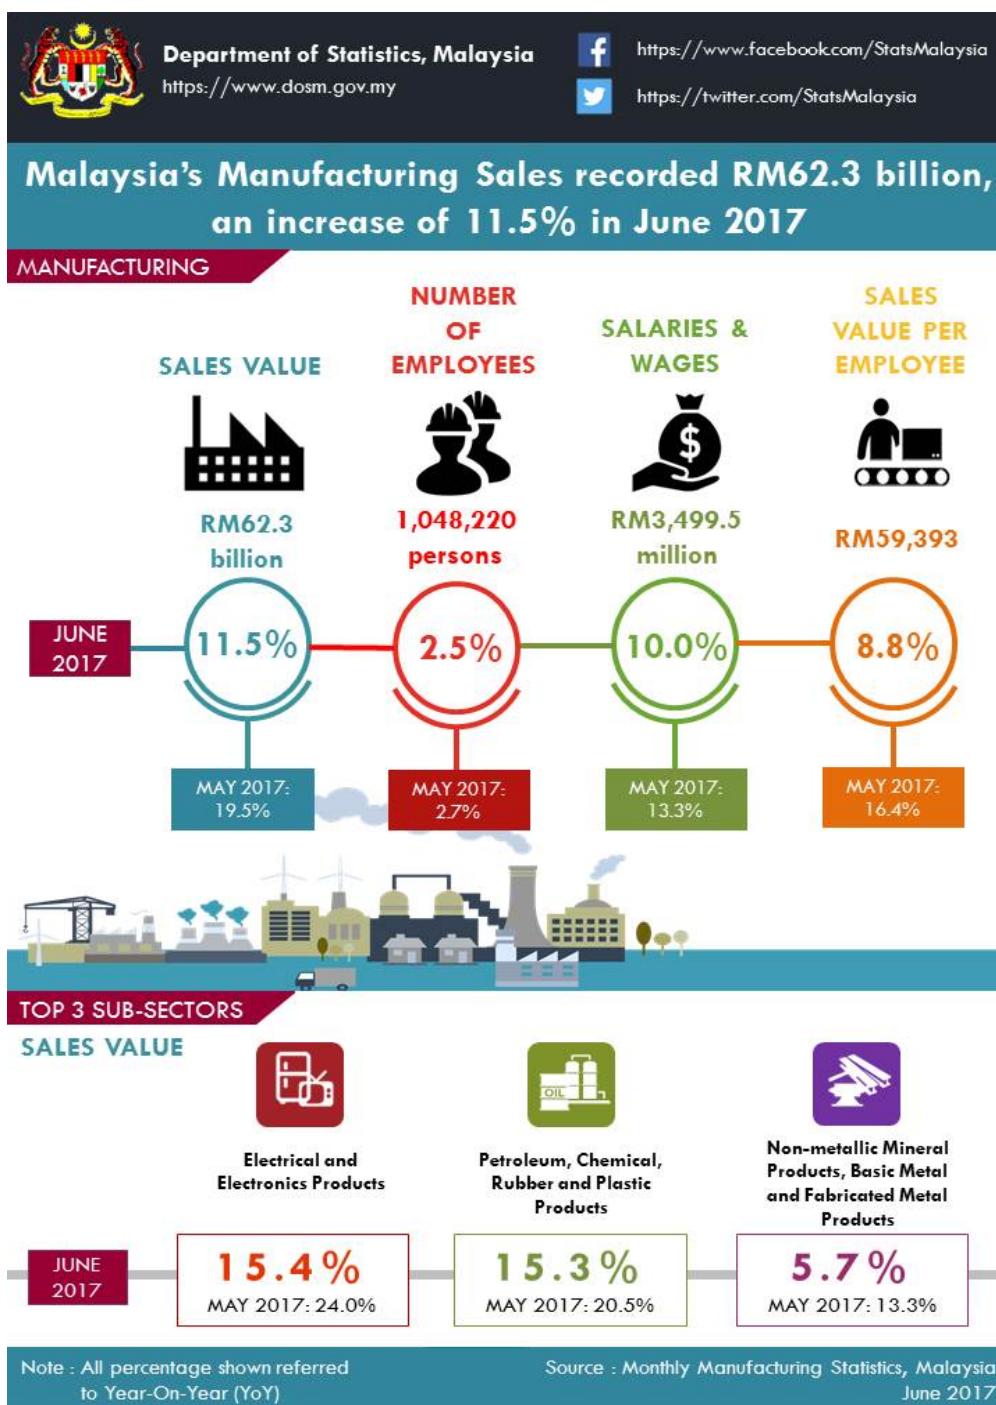 Department of Statistics, Malaysia
https://www.dosm.gov.my
https://www.facebook.com/StatsMalaysia
https://twitter.com/StatsMalaysia
Malaysia's Manufacturing Sales recorded RM62.3 billion,
an increase of 11.5% in June 2017
MANUFACTURING
SALES VALUE
NUMBER
OF
EMPLOYEES
SALARIES &
WAGES
SALES
VALUE PER
EMPLOYEE
$
RM62.3
billion
1,048,220
persons
RM3,499.5
million
RM59,393
JUNE
2017
11.5%
2.5%
10.0%
8.8%
MAY 2017:
19.5%
MAY 2017:
2.7%
MAY 2017:
13.3%
MAY 2017:
16.4%
TOP 3 SUB-SECTORS
SALES VALUE
OIL
Electrical and
Electronics Products
Petroleum, Chemical,
Rubber and Plastic
Products
Non-metallic Mineral
Products, Basic Metal
and Fabricated Metal
Products
JUNE
2017
15.4%
MAY 2017: 24.0%
15.3%
MAY 2017: 20.5%
5.7%
MAY 2017: 13.3%
Note : All percentage shown referred
to Year-On-Year (YoY)
Source : Monthly Manufacturing Statistics, Malaysia
June 2017